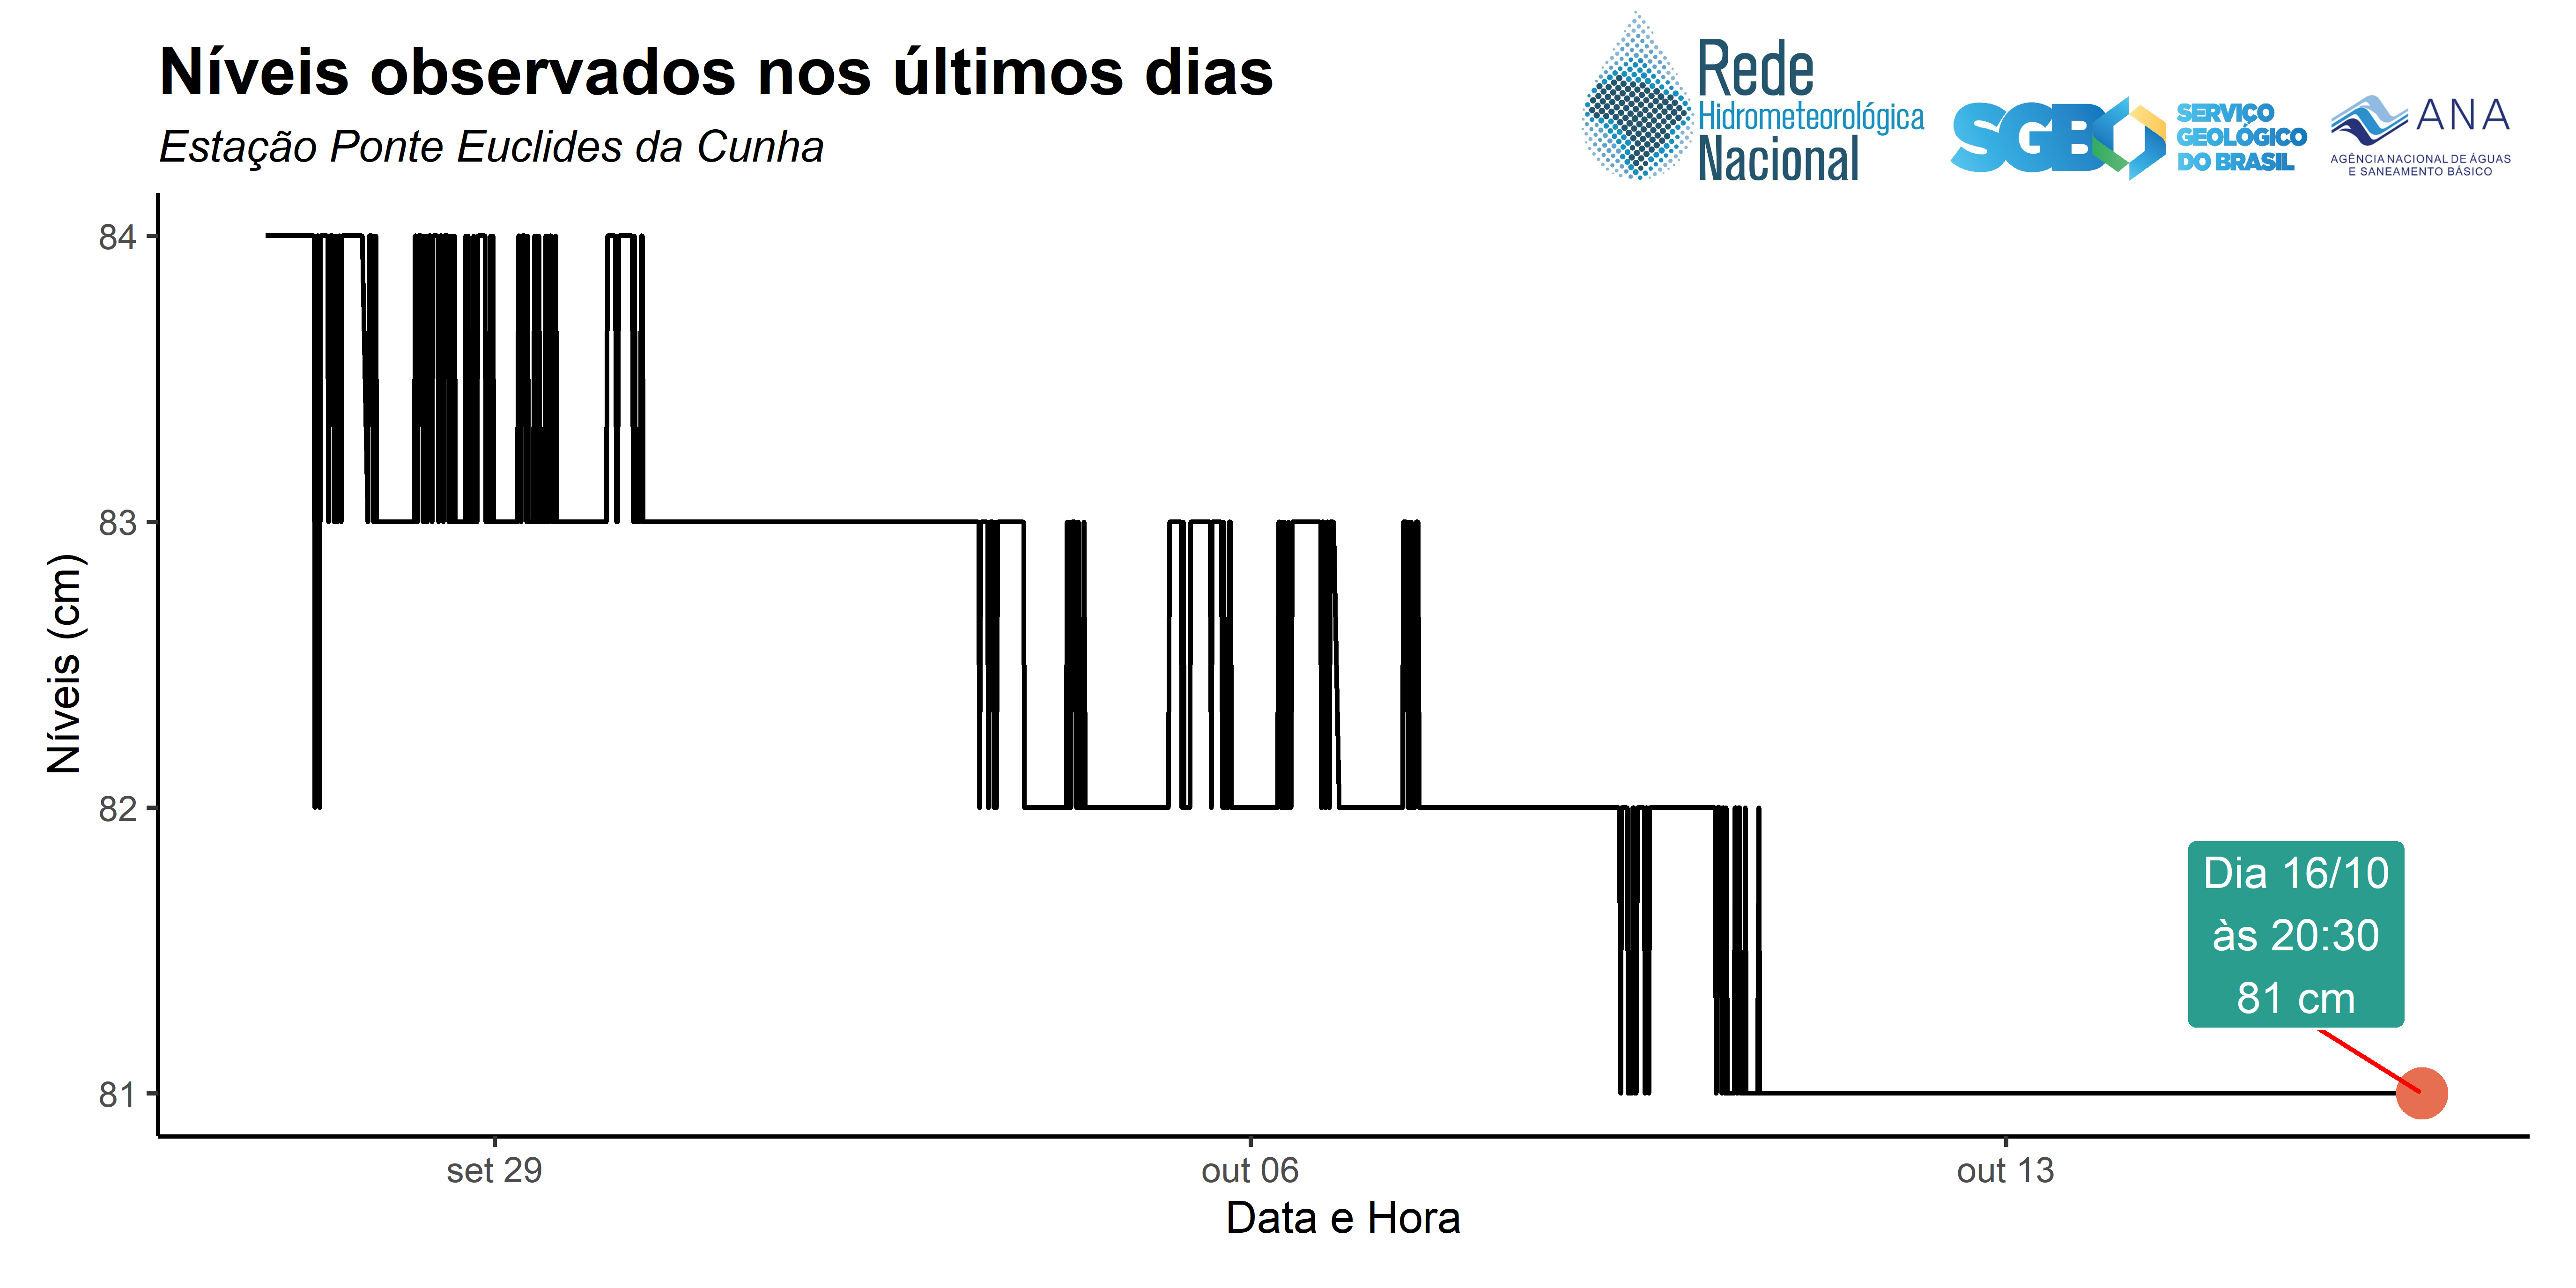 Níveis observados nos últimos dias
Estação Ponte Euclides da Cunha
Rede
Hidrometeorológica
Nacional
SGB
SERVIÇO
GEOLÓGICO
DO BRASIL
ANA
AGÊNCIA NACIONAL DE ÁGUAS
E SANEAMENTO BÁSICO
Níveis (cm)
84
83
82
81
Dia 16/10
às 20:30
81 cm
set 29
out 06
out 13
Data e Hora